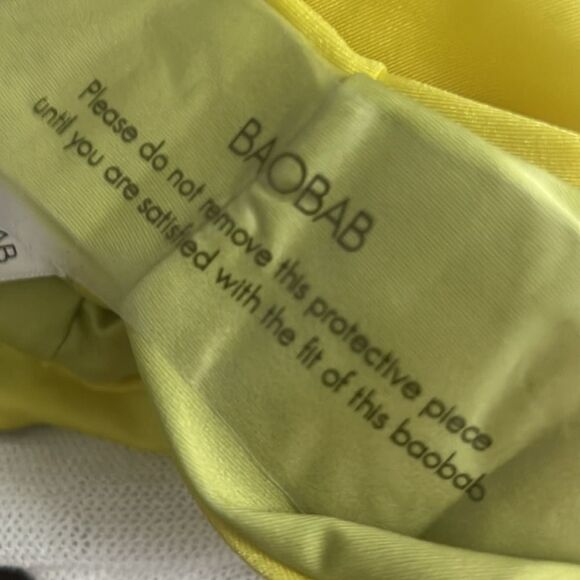 BAOBAB
Please do not remove this protective piece
until you are satisfied with the fit of this baobab